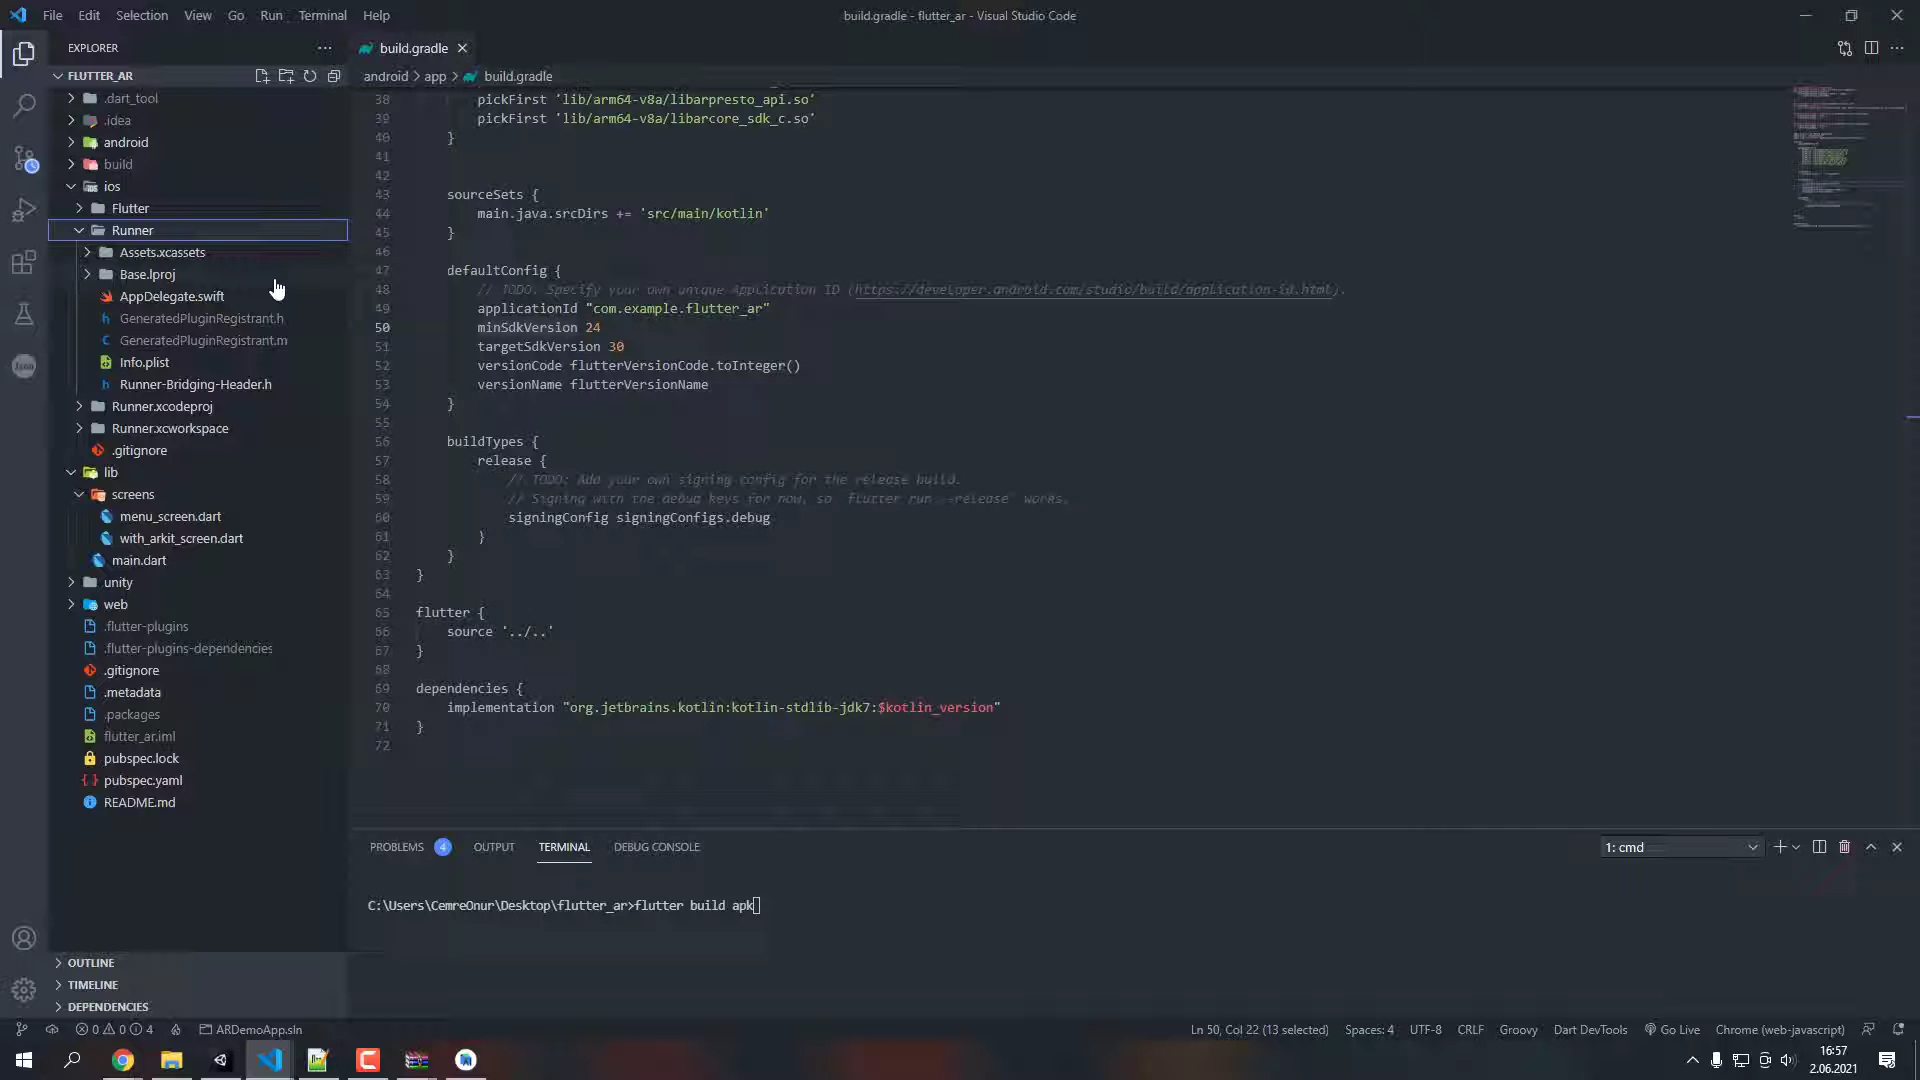 File Edit Selection View Go Run Terminal Help
build.gradle - flutter_ar - Visual Studio Code
EXPLORER
build.gradle
FLUTTER_AR
android > app > build.gradle
.dart_tool
.idea
android
build
ios
Flutter
Runner
Assets.xcassets
Base.lproj
AppDelegate.swift
GeneratedPluginRegistrant.h
GeneratedPluginRegistrant.m
Info.plist
Runner-Bridging-Header.h
Runner.xcodeproj
Runner.xcworkspace
.gitignore
lib
screens
menu_screen.dart
with_arkit_screen.dart
main.dart
unity
web
.flutter-plugins
.flutter-plugins-dependencies
.gitignore
.metadata
.packages
flutter_ar.iml
pubspec.lock
pubspec.yaml
README.md
OUTLINE
TIMELINE
DEPENDENCIES
38 pickFirst 'lib/arm64-v8a/libarpresto_api.so'
39 pickFirst 'lib/arm64-v8a/libarcore_sdk_c.so'
40 }
41
42
43 sourceSets {
44 main.java.srcDirs += 'src/main/kotlin'
45 }
46
47 defaultConfig {
48 // TODO: Specify your own unique Application ID (https://developer.android.com/studio/build/application-id.html).
49 applicationId "com.example.flutter_ar"
50 minSdkVersion 24
51 targetSdkVersion 30
52 versionCode flutterVersionCode.toInteger()
53 versionName flutterVersionName
54 }
55
56 buildTypes {
57 release {
58 // TODO: Add your own signing config for the release build.
59 // Signing with the debug keys for now, so `flutter run --release` works.
60 signingConfig signingConfigs.debug
61 }
62 }
63 }
64
65 flutter {
66 source '../..'
67 }
68
69 dependencies {
70 implementation "org.jetbrains.kotlin:kotlin-stdlib-jdk7:$kotlin_version"
71 }
72
PROBLEMS 4 OUTPUT TERMINAL DEBUG CONSOLE
1: cmd
C:\Users\CemreOnur\Desktop\flutter_ar>flutter build apk
0 0 4 ARDemoApp.sln
Ln 50, Col 22 (13 selected) Spaces: 4 UTF-8 CRLF Groovy Dart DevTools Go Live Chrome (web-javascript)
16:57
2.06.2021